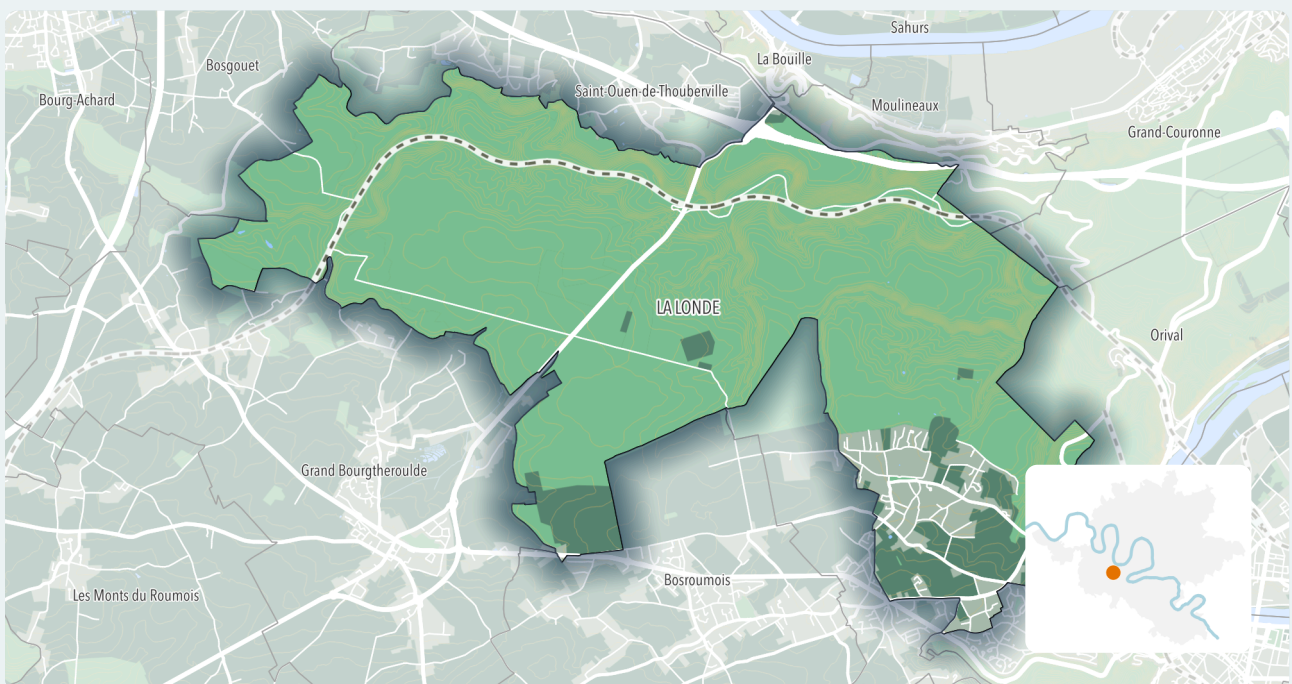 Sahurs
Bosgouet
La Bouille
Bourg-Achard
Saint-Ouen-de-Thouberville
Moulineaux
Grand-Couronne
LA LONDE
Orival
Grand Bourgtheroulde
Bosroumois
Les Monts du Roumois